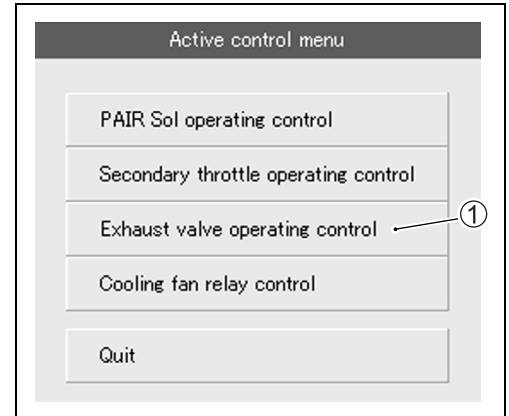 Active control menu
PAIR Sol operating control
Secondary throttle operating control
Exhaust valve operating control
1
Cooling fan relay control
Quit